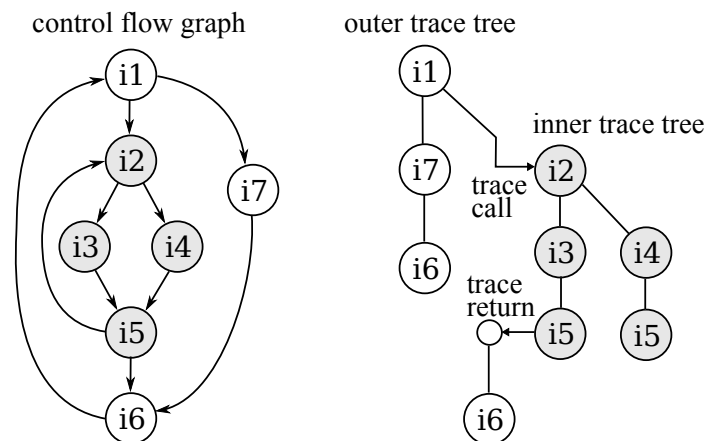 control flow graph
i1
i2
i7
i3
i4
i5
i6
outer trace tree
i1
inner trace tree
i7
trace
call
i2
i6
i3
i4
trace
return
i5
i5
i6